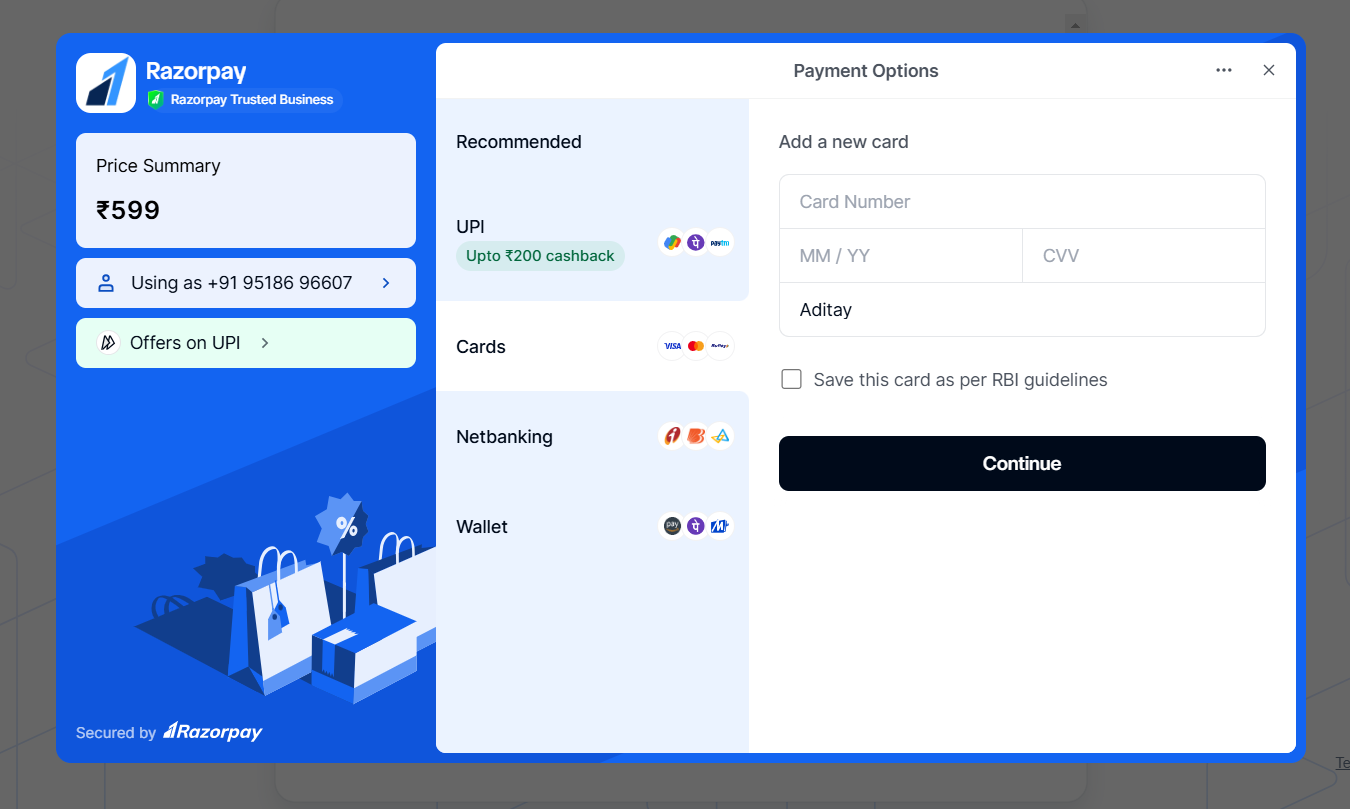 Razorpay
Razorpay Trusted Business
Price Summary
₹599
Using as +91 95186 96607
Offers on UPI
%
Secured by Razorpay
Payment Options
Recommended
UPI
Upto ₹200 cashback
paytm
Cards
VISA
RuPay
Netbanking
Wallet
pay
Add a new card
Card Number
MM / YY
CVV
Aditay
Save this card as per RBI guidelines
Continue
Te